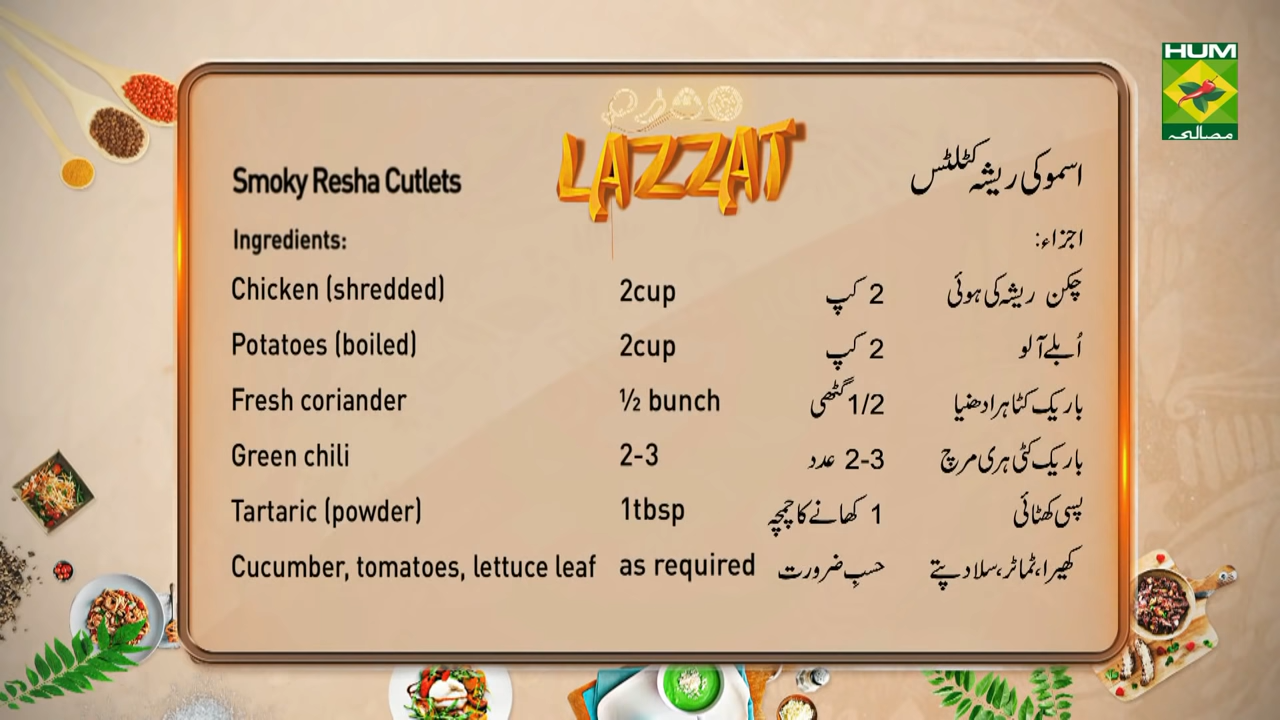 HUM
مصالحہ
LAZZAT
Smoky Resha Cutlets اسموکی ریشہ کٹلٹس
Ingredients: اجزاء:
Chicken (shredded) 2cup 2 کپ چکن ریشہ کی ہوئی
Potatoes (boiled) 2cup 2 کپ اُبلے آلو
Fresh coriander ½ bunch 1/2 گٹھی باریک کٹا ہرا دھنیا
Green chili 2-3 2-3 عدد باریک کٹی ہری مرچ
Tartaric (powder) 1tbsp 1 کھانے کا چمچہ پسی کھٹائی
Cucumber, tomatoes, lettuce leaf as required حسبِ ضرورت کھیرا، ٹماٹر، سلاد پتے